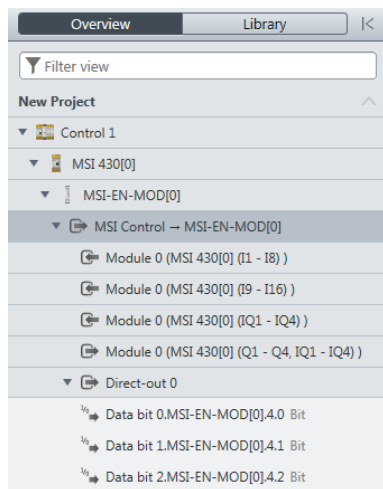 Overview Library
Filter view
New Project
Control 1
MSI 430[0]
MSI-EN-MOD[0]
MSI Control → MSI-EN-MOD[0]
Module 0 (MSI 430[0] (I1 - I8) )
Module 0 (MSI 430[0] (I9 - I16) )
Module 0 (MSI 430[0] (IQ1 - IQ4) )
Module 0 (MSI 430[0] (Q1 - Q4, IQ1 - IQ4) )
Direct-out 0
Data bit 0.MSI-EN-MOD[0].4.0 Bit
Data bit 1.MSI-EN-MOD[0].4.1 Bit
Data bit 2.MSI-EN-MOD[0].4.2 Bit